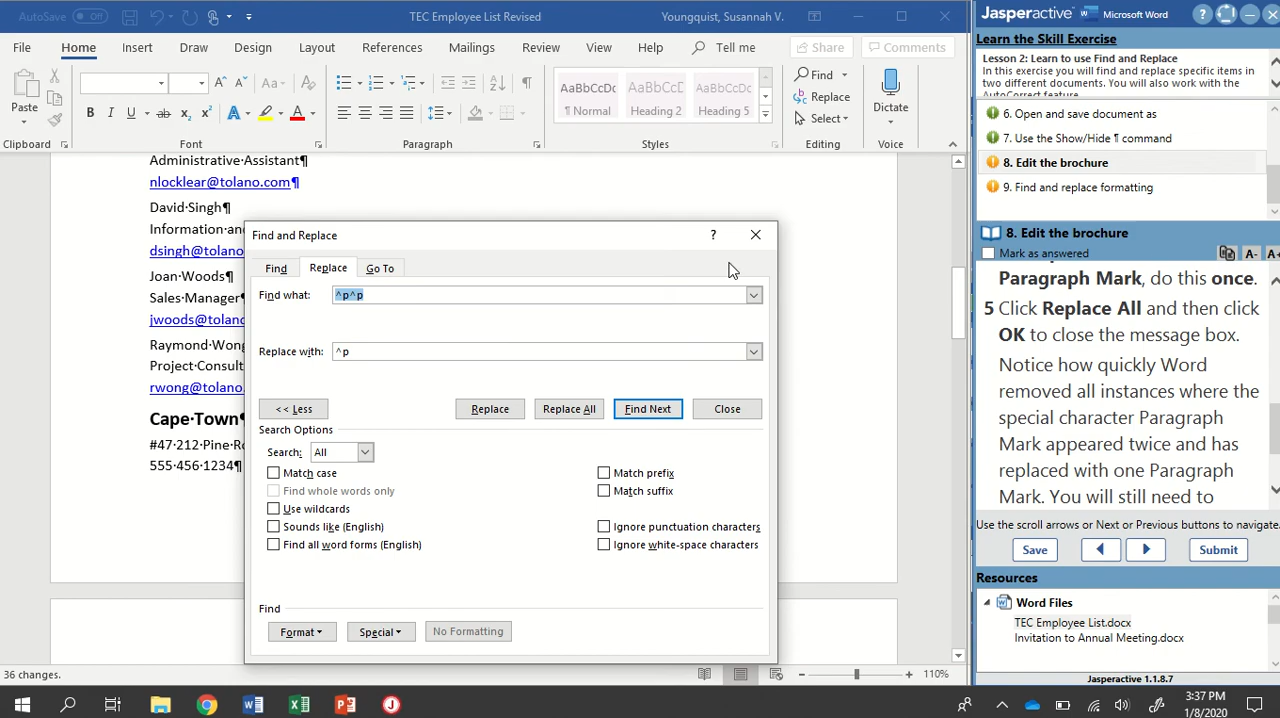 AutoSave Off
TEC Employee List Revised
Youngquist, Susannah V.
File Home Insert Draw Design Layout References Mailings Review View Help Tell me Share Comments
Paste
B I U ab x₂ x² A A
Aa
AaBbCcDc AaBbCcD AaBbCcDc
¶ Normal Heading 2 Heading 5
Find
Replace
Select
Dictate
Clipboard Font Paragraph Styles Editing Voice
Administrative·Assistant¶
nlocklear@tolano.com¶
David·Singh¶
Information·and
dsingh@tolano
Joan·Woods¶
Sales·Manager¶
jwoods@tolano
Raymond·Wong
Project·Consult
rwong@tolano
Cape·Town¶
#47·212·Pine·R
555·456·1234¶
Find and Replace
?
Find Replace Go To
Find what: ^p^p
Replace with: ^p
<< Less Replace Replace All Find Next Close
Search Options
Search: All
Match case
Find whole words only
Use wildcards
Sounds like (English)
Find all word forms (English)
Match prefix
Match suffix
Ignore punctuation characters
Ignore white-space characters
Find
Format Special No Formatting
36 changes.
110%
Jasperactive Microsoft Word
Learn the Skill Exercise
Lesson 2: Learn to use Find and Replace
In this exercise you will find and replace specific items in
two different documents. You will also work with the
AutoCorrect feature.
6. Open and save document as
7. Use the Show/Hide ¶ command
8. Edit the brochure
9. Find and replace formatting
8. Edit the brochure
Mark as answered
A- A+
Paragraph Mark, do this once.
5 Click Replace All and then click
OK to close the message box.
Notice how quickly Word
removed all instances where the
special character Paragraph
Mark appeared twice and has
replaced with one Paragraph
Mark. You will still need to
Use the scroll arrows or Next or Previous buttons to navigate.
Save Submit
Resources
Word Files
TEC Employee List.docx
Invitation to Annual Meeting.docx
Jasperactive 1.1.8.7
3:37 PM
1/8/2020